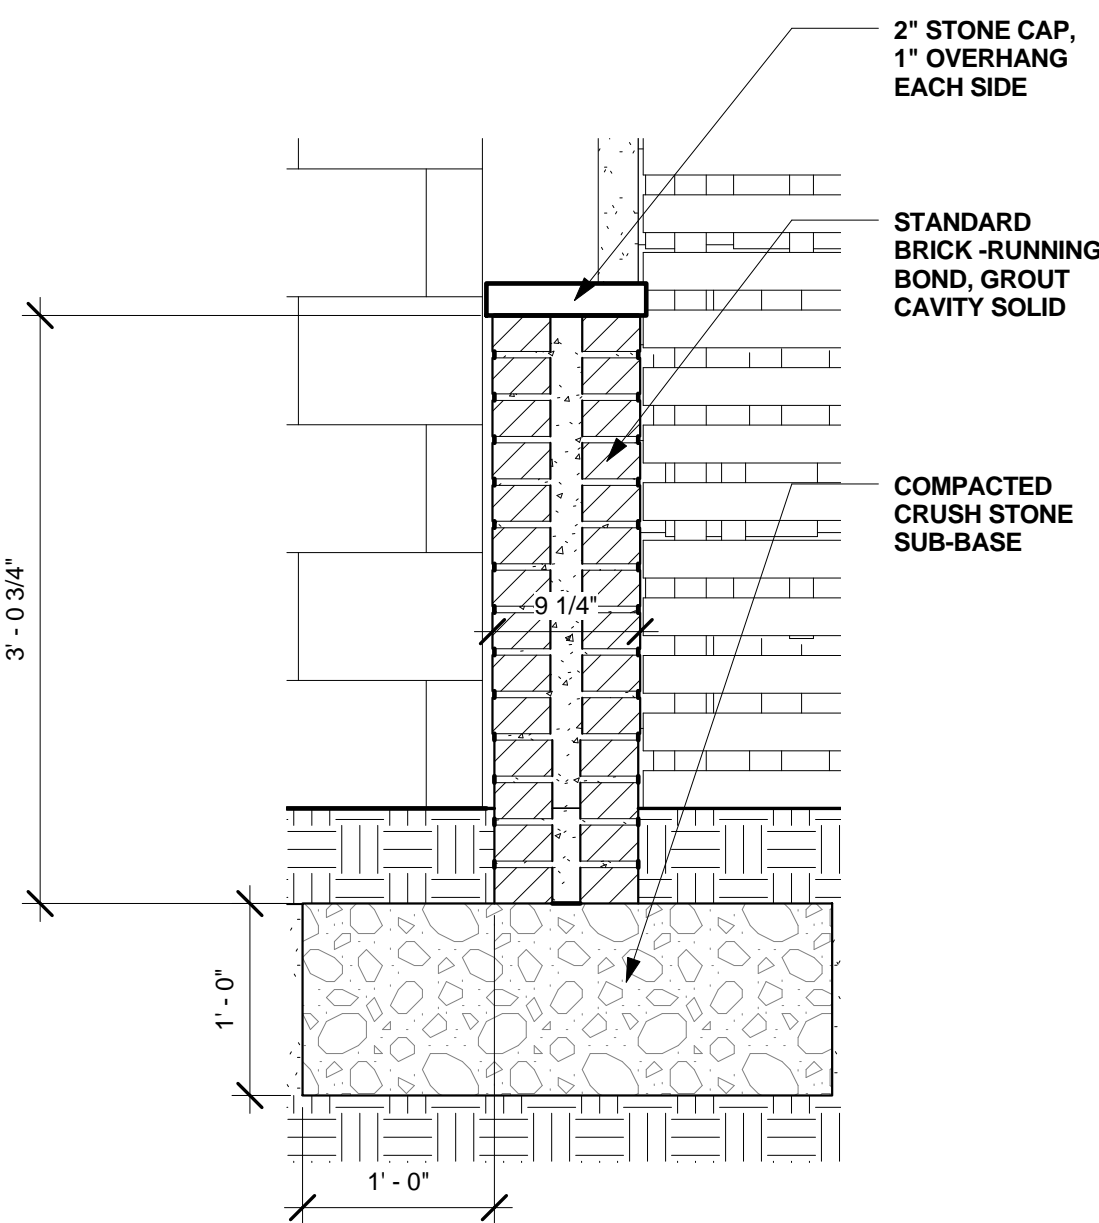 2" STONE CAP,
1" OVERHANG
EACH SIDE
STANDARD
BRICK -RUNNING
BOND, GROUT
CAVITY SOLID
COMPACTED
CRUSH STONE
SUB-BASE
3' - 0 3/4"
9 1/4"
1' - 0"
1' - 0"